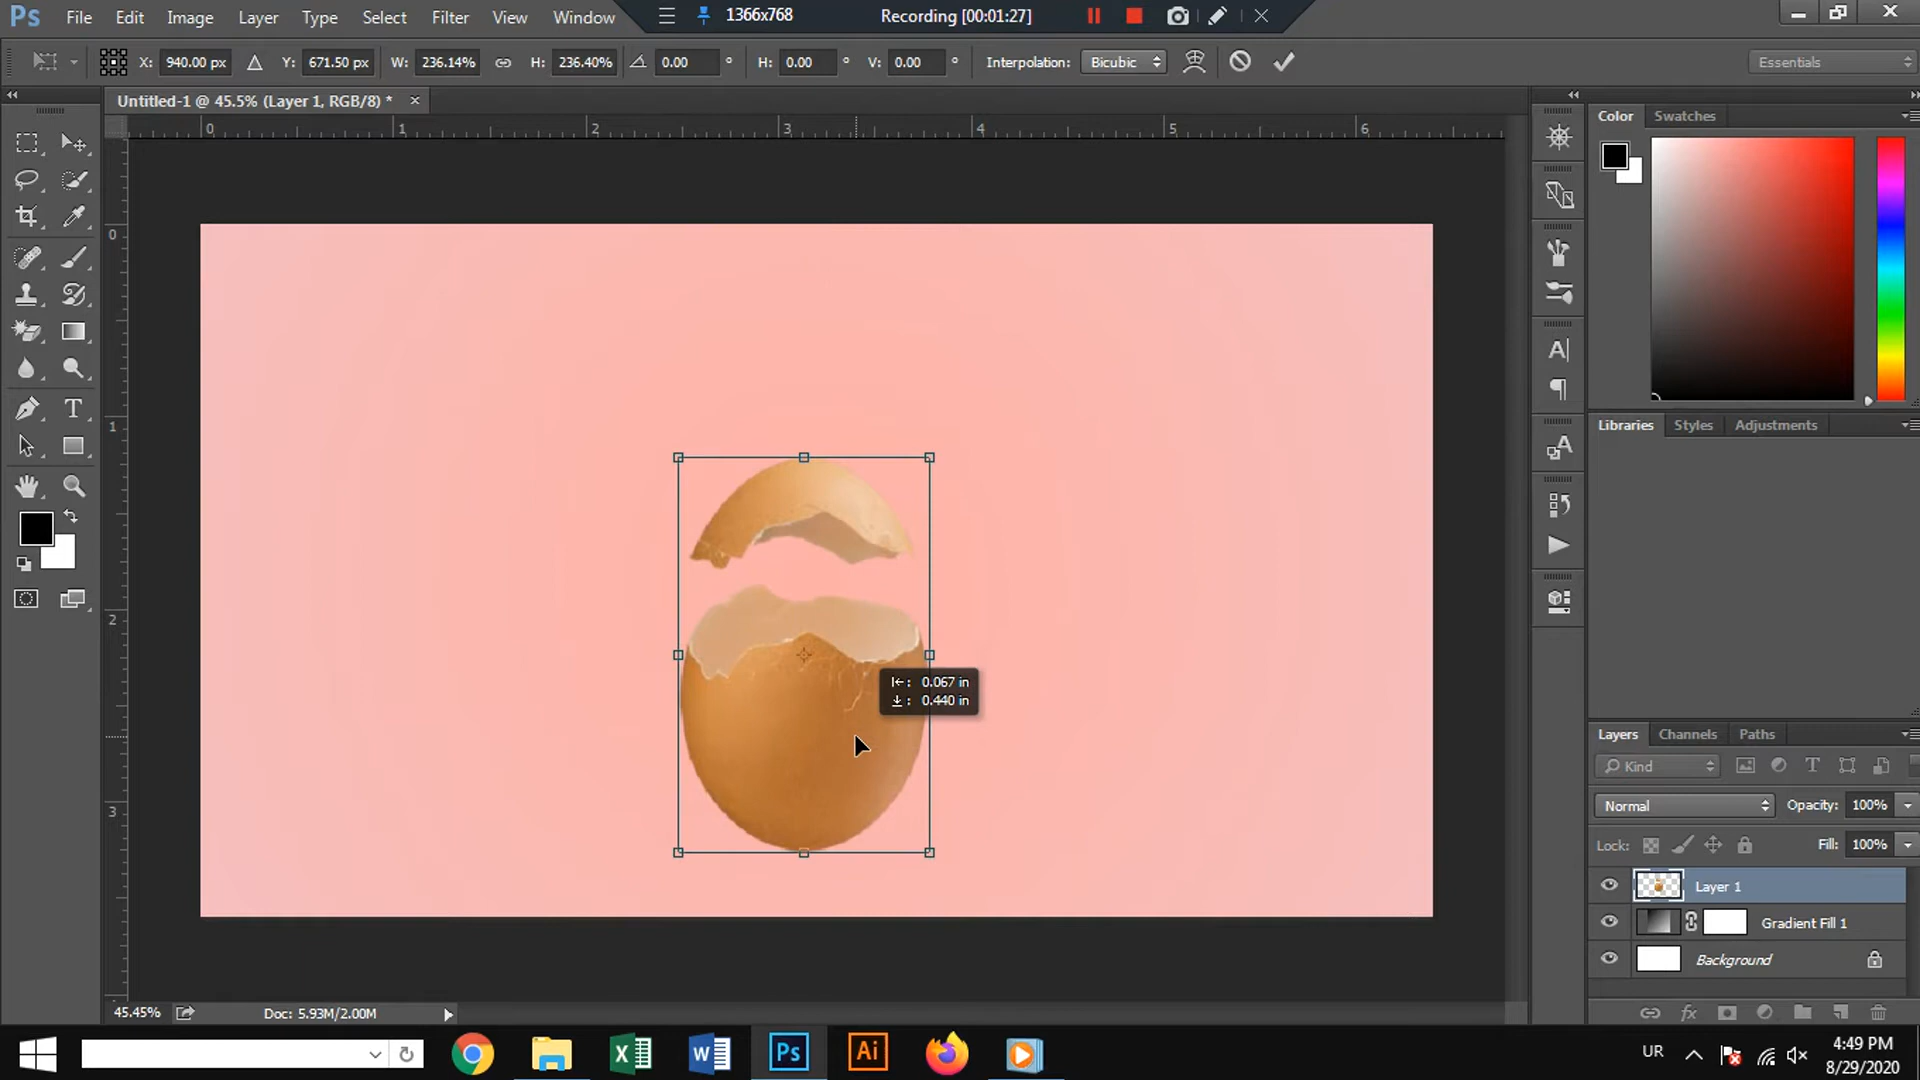 Ps File Edit Image Layer Type Select Filter View Window 1366x768 Recording [00:01:27]
X: 940.00 px Y: 671.50 px W: 236.14% H: 236.40% 0.00 ° H: 0.00 ° V: 0.00 ° Interpolation: Bicubic Essentials
Untitled-1 @ 45.5% (Layer 1, RGB/8) * ×
0 1 2 3 4 5 6
0
1
2
3
Color Swatches
Libraries Styles Adjustments
0.067 in
0.440 in
Layers Channels Paths
Kind
Normal Opacity: 100%
Lock: Fill: 100%
Layer 1
Gradient Fill 1
Background
45.45% Doc: 5.93M/2.00M
Ps Ai UR 4:49 PM
8/29/2020